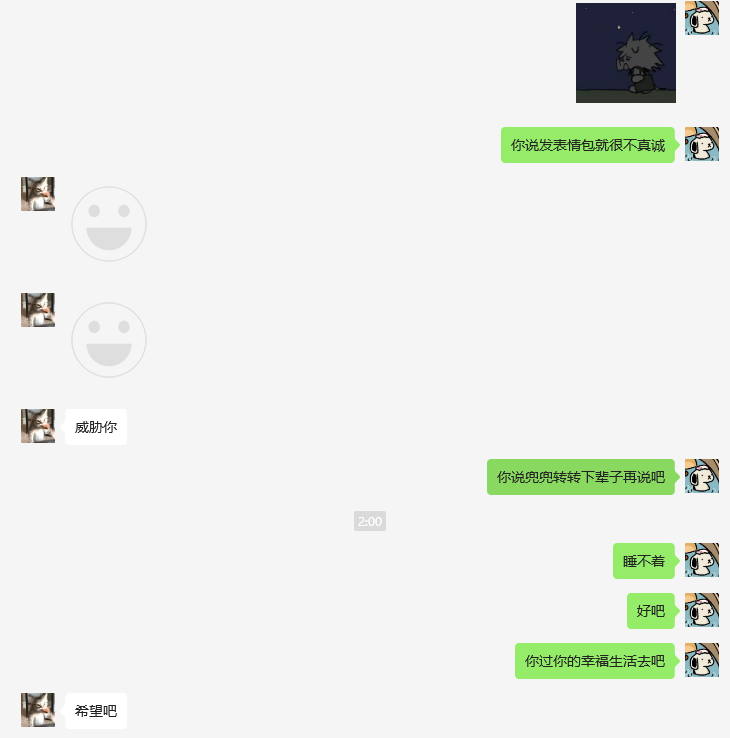 你说发表情包就很不真诚
威胁你
你说兜兜转转下辈子再说吧
2:00
睡不着
好吧
你过你的幸福生活去吧
希望吧